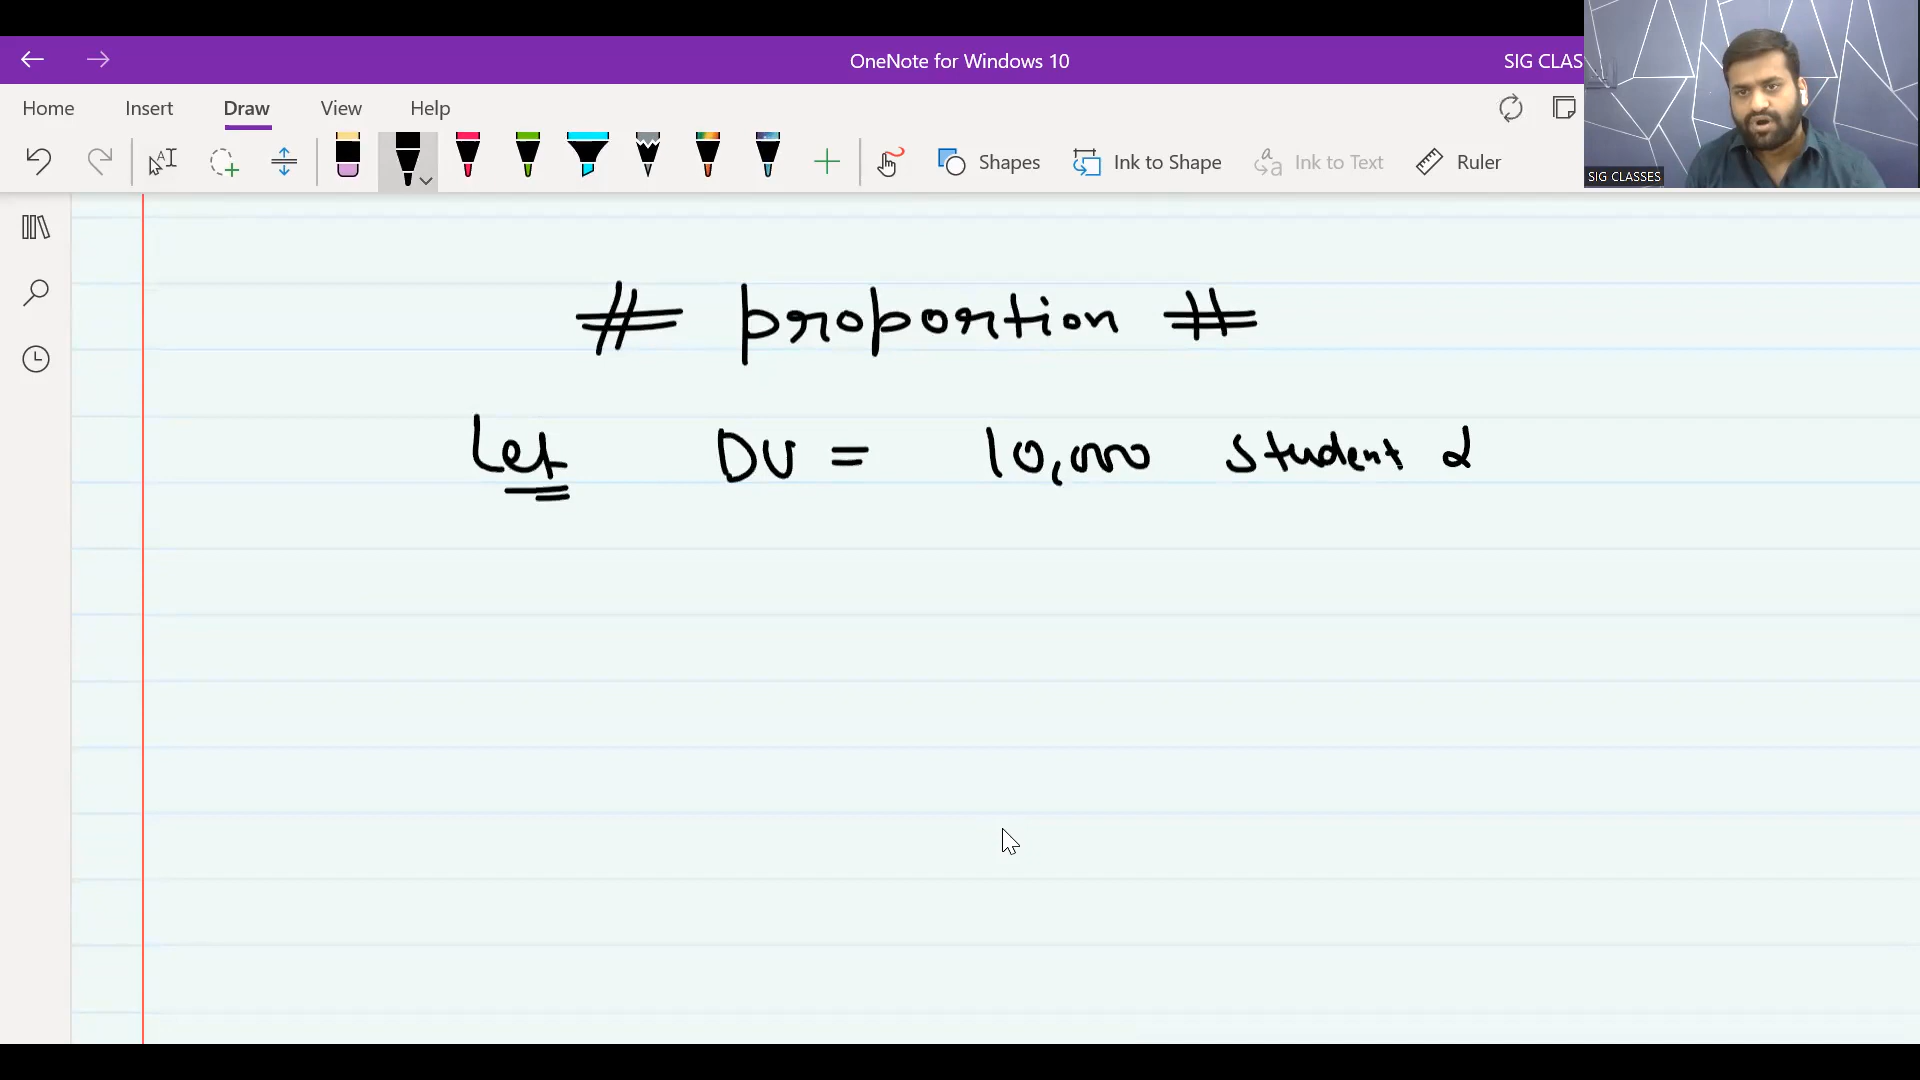 OneNote for Windows 10
SIG CLAS
Home Insert Draw View Help
Shapes Ink to Shape Ink to Text Ruler
SIG CLASSES
# proportion #
Let DU = 10,000 student